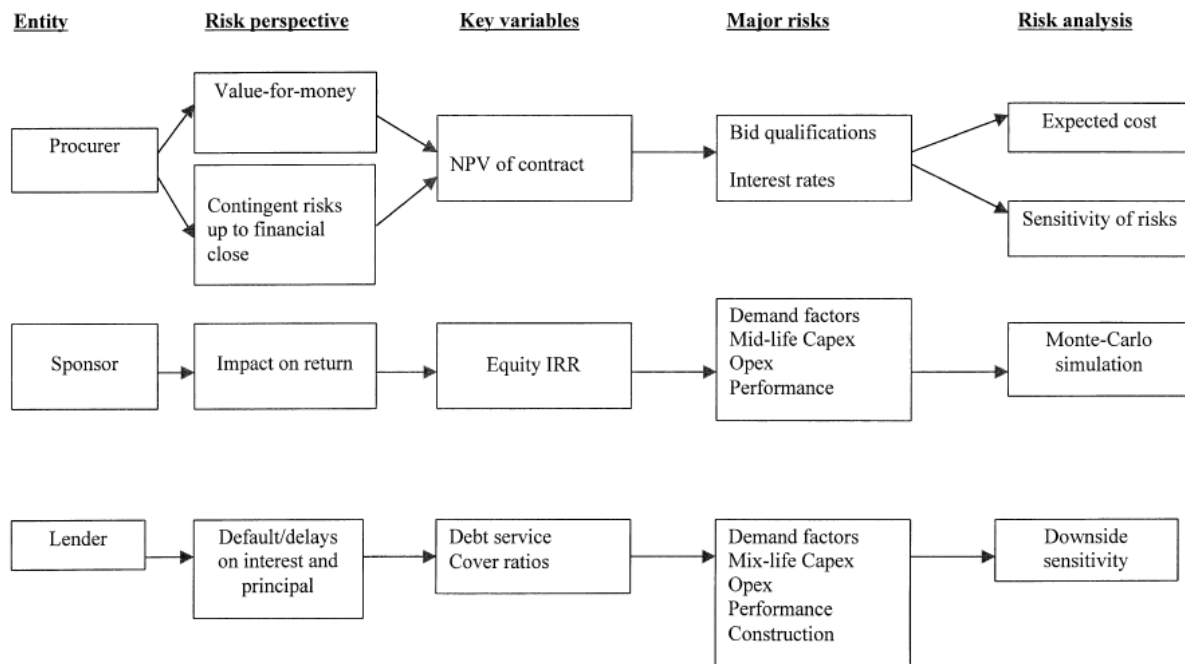 Entity
Risk perspective
Key variables
Major risks
Risk analysis
Procurer
Value-for-money
Contingent risks
up to financial
close
NPV of contract
Bid qualifications
Interest rates
Expected cost
Sensitivity of risks
Sponsor
Impact on return
Equity IRR
Demand factors
Mid-life Capex
Opex
Performance
Monte-Carlo
simulation
Lender
Default/delays
on interest and
principal
Debt service
Cover ratios
Demand factors
Mix-life Capex
Opex
Performance
Construction
Downside
sensitivity